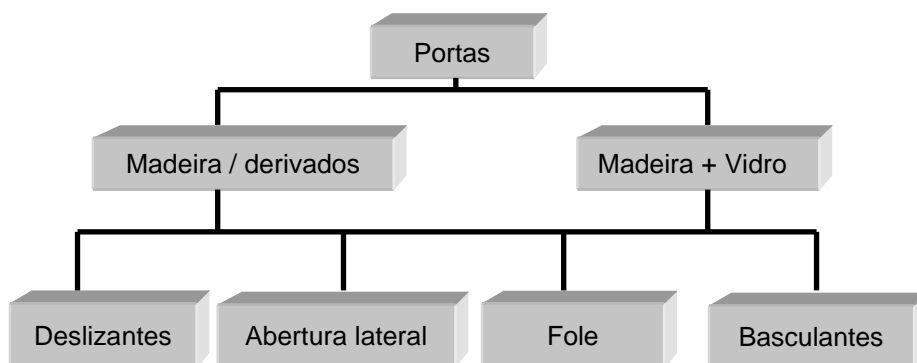 Portas
Madeira / derivados
Madeira + Vidro
Deslizantes
Abertura lateral
Fole
Basculantes